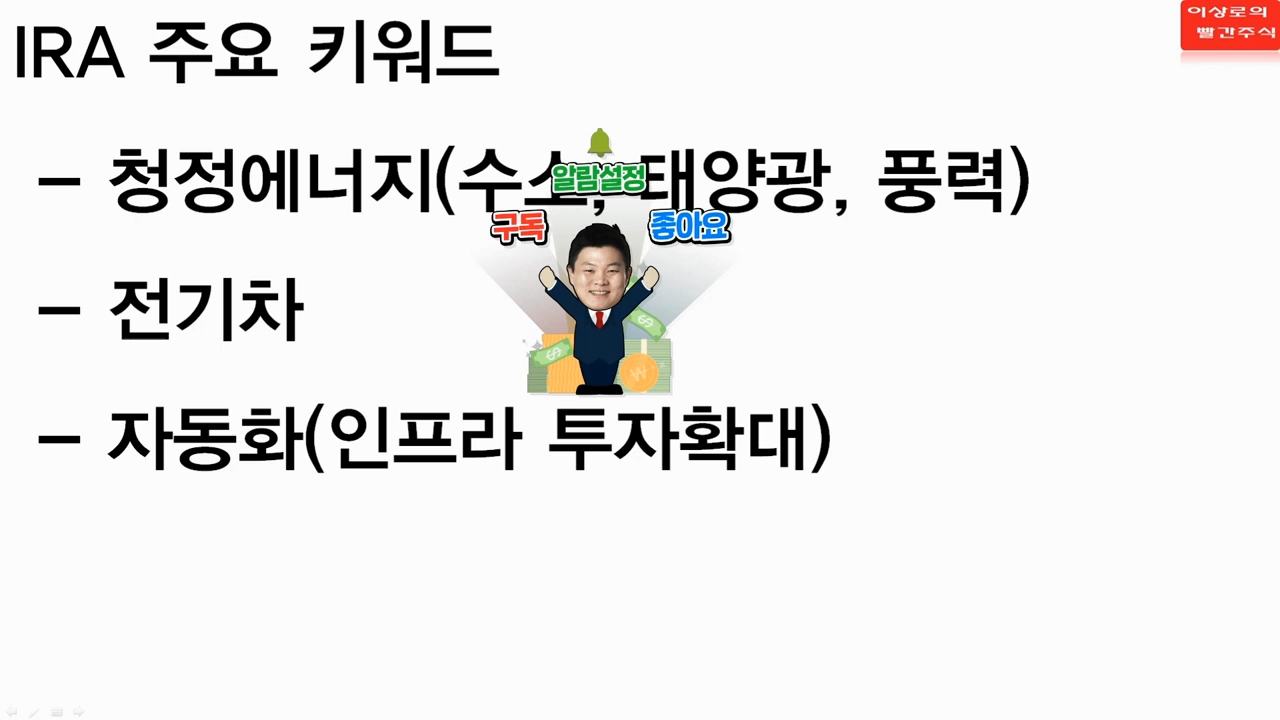 IRA 주요 키워드
이상로의
빨간주식
- 청정에너지(수소, 태양광, 풍력)
알람설정
구독
좋아요
- 전기차
- 자동화(인프라 투자확대)